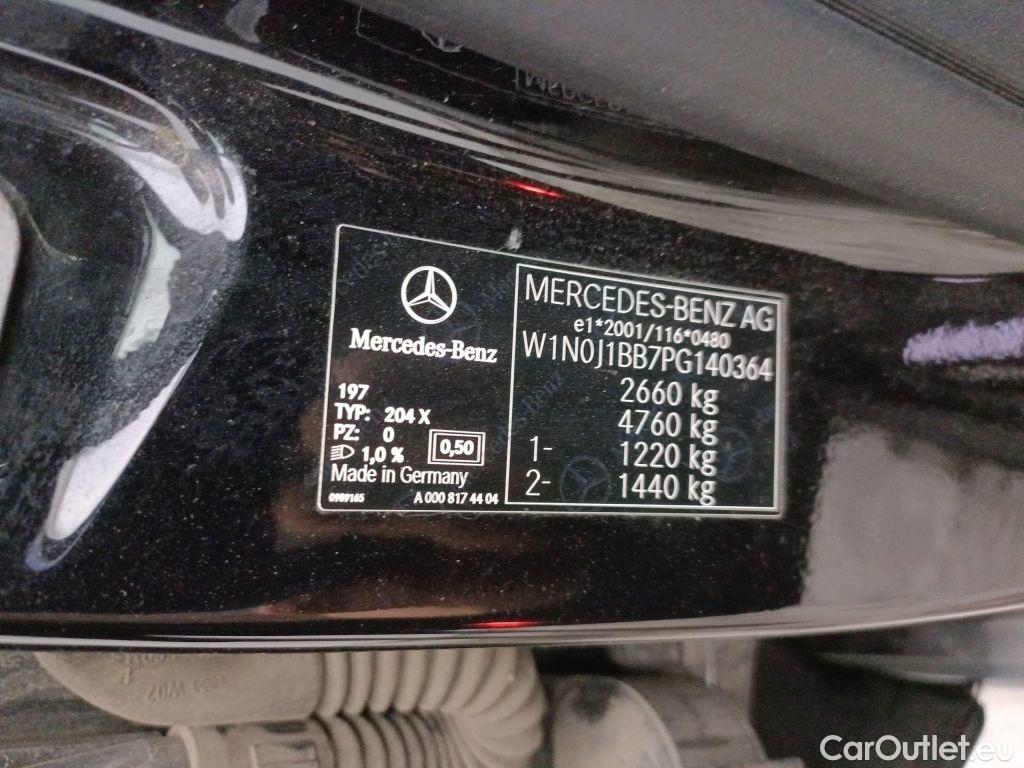 Mercedes-Benz
197
TYP: 204 X
PZ: 0
1,0 %
0,50
Made in Germany
0989165
A 000 817 44 04
MERCEDES-BENZ AG
e1*2001/116*0480
W1N0J1BB7PG140364
2660 kg
4760 kg
1- 1220 kg
2- 1440 kg
CarOutlet.eu